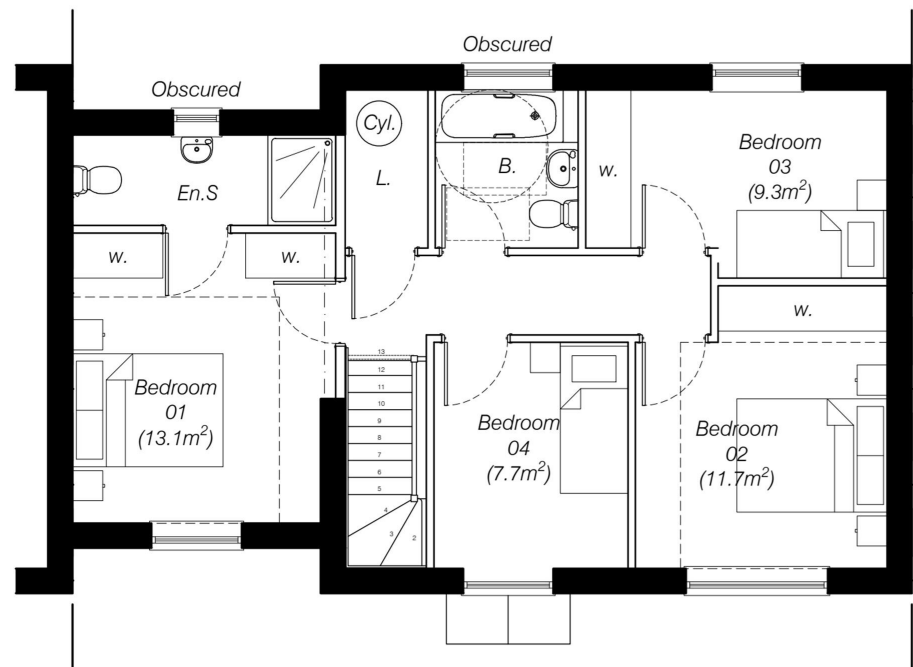 Obscured
Obscured
Cyl.
L.
B.
w.
Bedroom
03
(9.3m²)
En.S
w.
w.
w.
Bedroom
01
(13.1m²)
13
12
11
10
9
8
7
6
5
4
3
2
Bedroom
04
(7.7m²)
Bedroom
02
(11.7m²)